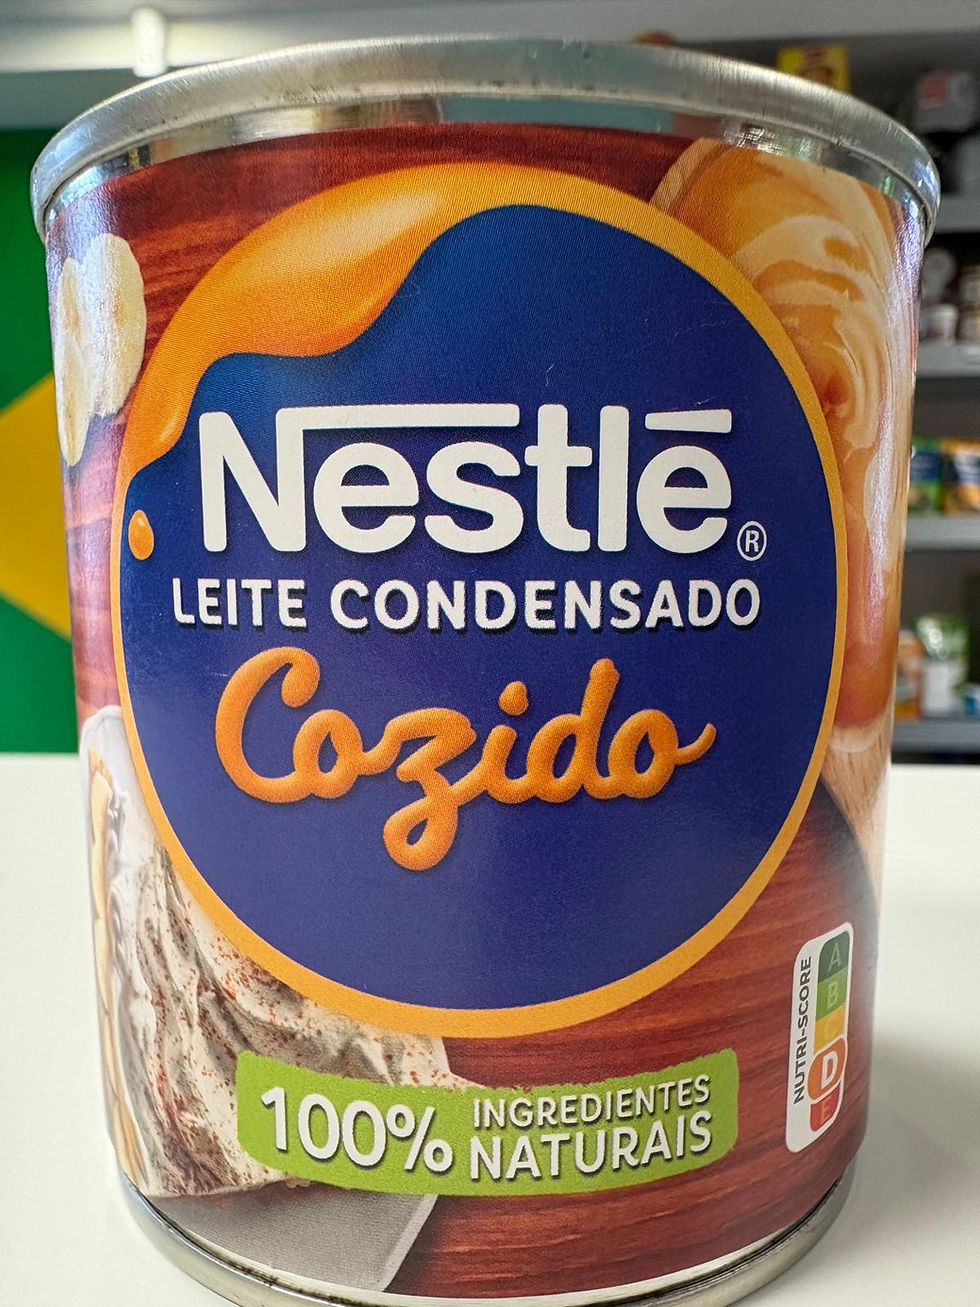 Nestlé®
LEITE CONDENSADO
Cozido
100% INGREDIENTES
NATURAIS
NUTRI-SCORE
A
B
C
D
E